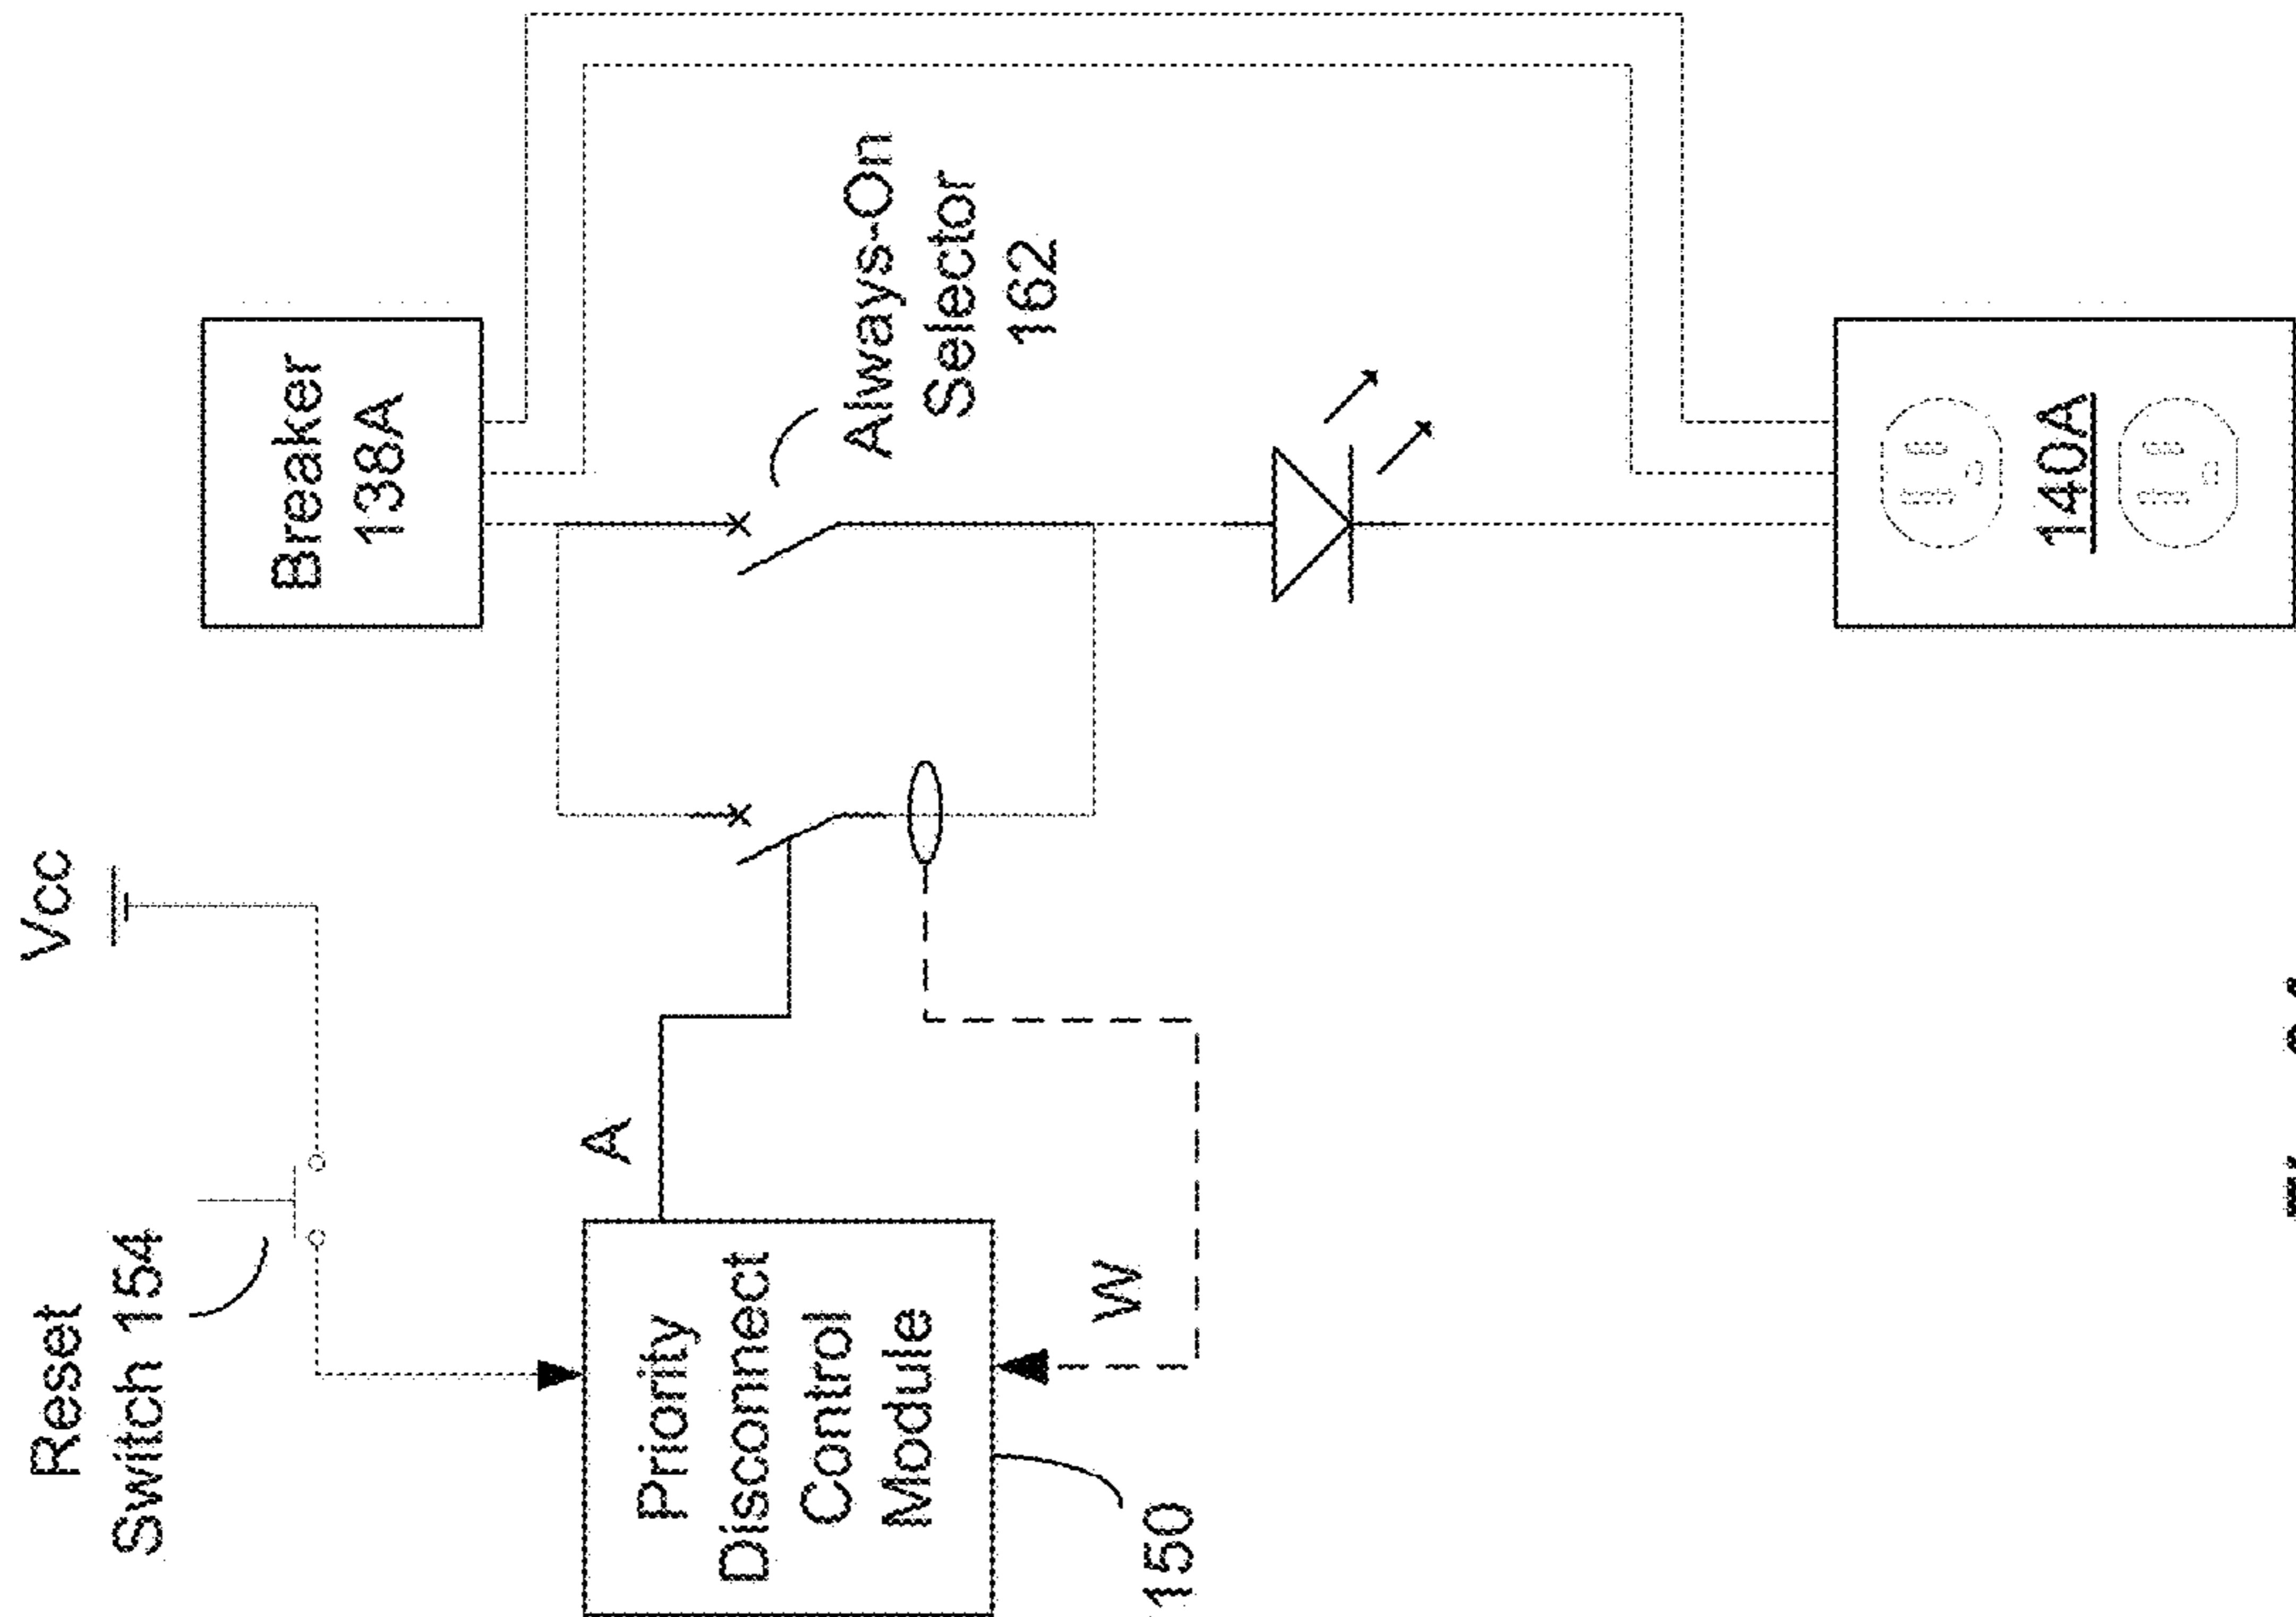 Reset
Switch 154
Vcc
Priority
Disconnect
Control
Module
150
A
W
Breaker
138A
Always-On
Selector
162
140A